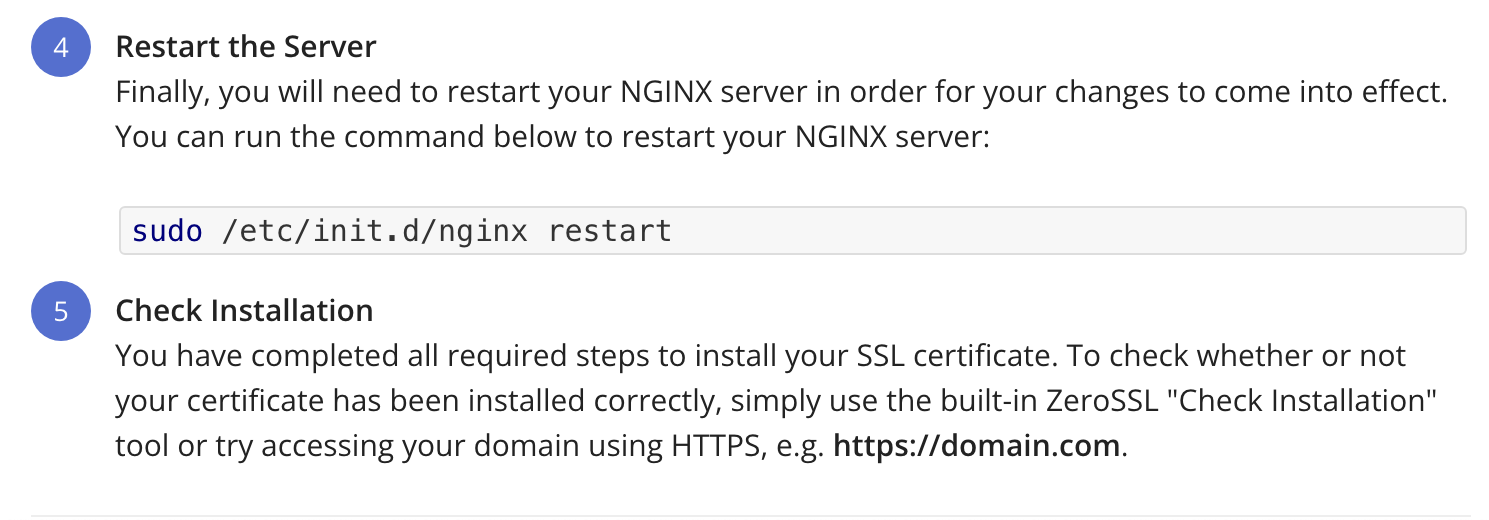 4
Restart the Server
Finally, you will need to restart your NGINX server in order for your changes to come into effect.
You can run the command below to restart your NGINX server:
sudo /etc/init.d/nginx restart
5
Check Installation
You have completed all required steps to install your SSL certificate. To check whether or not
your certificate has been installed correctly, simply use the built-in ZeroSSL "Check Installation"
tool or try accessing your domain using HTTPS, e.g. https://domain.com.